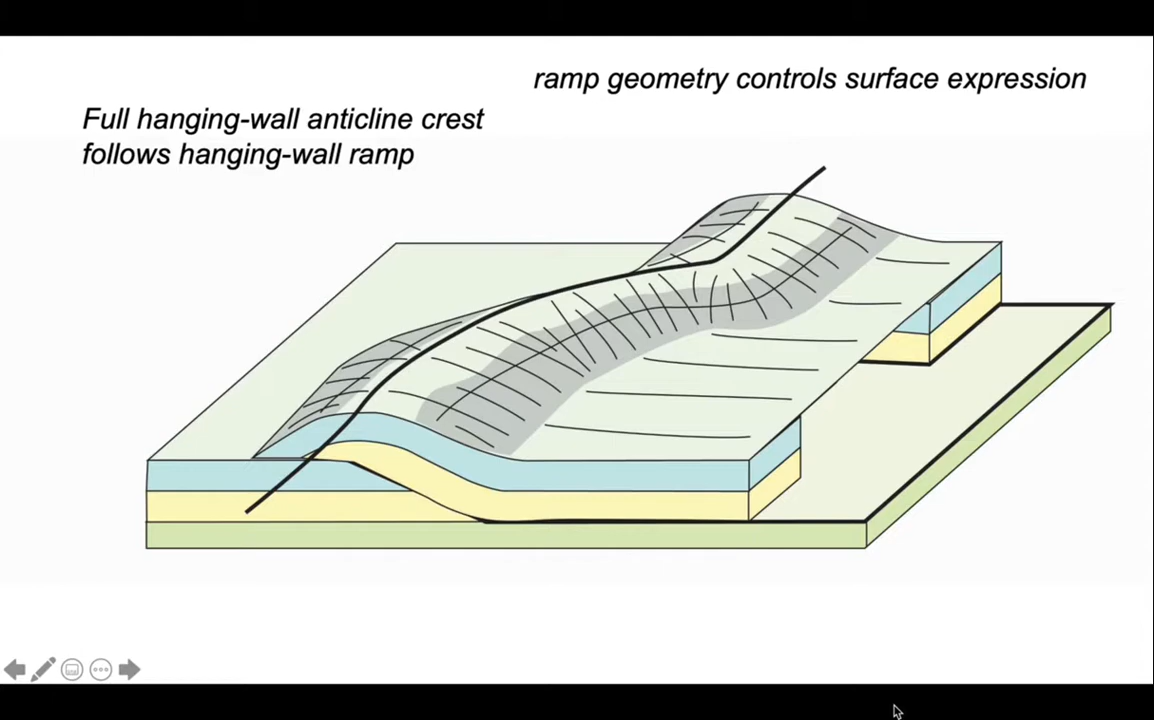 ramp geometry controls surface expression
Full hanging-wall anticline crest
follows hanging-wall ramp